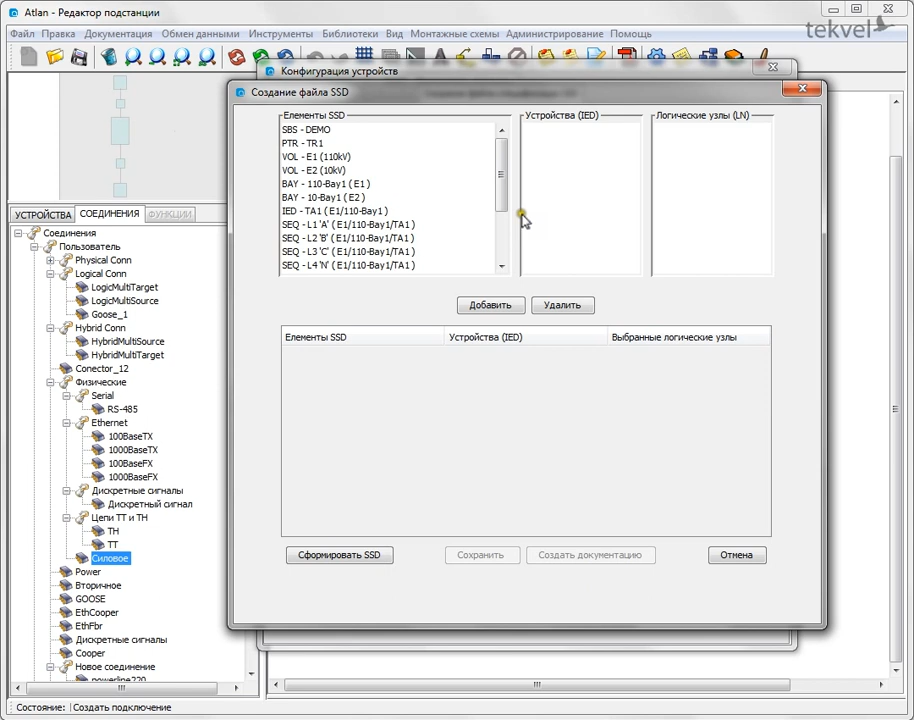 Atlan - Редактор подстанции
Файл Правка Документация Обмен данными Инструменты Библиотеки Вид Монтажные схемы Администрирование Помощь
tekvel
Конфигурация устройств
Создание файла SSD
Елементы SSD
SBS - DEMO
PTR - TR1
VOL - E1 (110kV)
VOL - E2 (10kV)
BAY - 110-Bay1 ( E1 )
BAY - 10-Bay1 ( E2 )
IED - TA1 ( E1/110-Bay1 )
SEQ - L1 'A' ( E1/110-Bay1/TA1 )
SEQ - L2 'B' ( E1/110-Bay1/TA1 )
SEQ - L3 'C' ( E1/110-Bay1/TA1 )
SEQ - L4 'N' ( E1/110-Bay1/TA1 )
Устройства (IED)
Логические узлы (LN)
Добавить Удалить
Елементы SSD Устройства (IED) Выбранные логические узлы
Сформировать SSD Сохранить Создать документацию Отмена
УСТРОЙСТВА СОЕДИНЕНИЯ ФУНКЦИИ
Соединения
Пользователь
Physical Conn
Logical Conn
LogicMultiTarget
LogicMultiSource
Goose_1
Hybrid Conn
HybridMultiSource
HybridMultiTarget
Conector_12
Физические
Serial
RS-485
Ethernet
100BaseTX
1000BaseTX
100BaseFX
1000BaseFX
Дискретные сигналы
Дискретный сигнал
Цепи ТТ и ТН
ТН
ТТ
Силовое
Power
Вторичное
GOOSE
EthCooper
EthFbr
Дискретные сигналы
Cooper
Новое соединение
powerline220
Состояние: Создать подключение